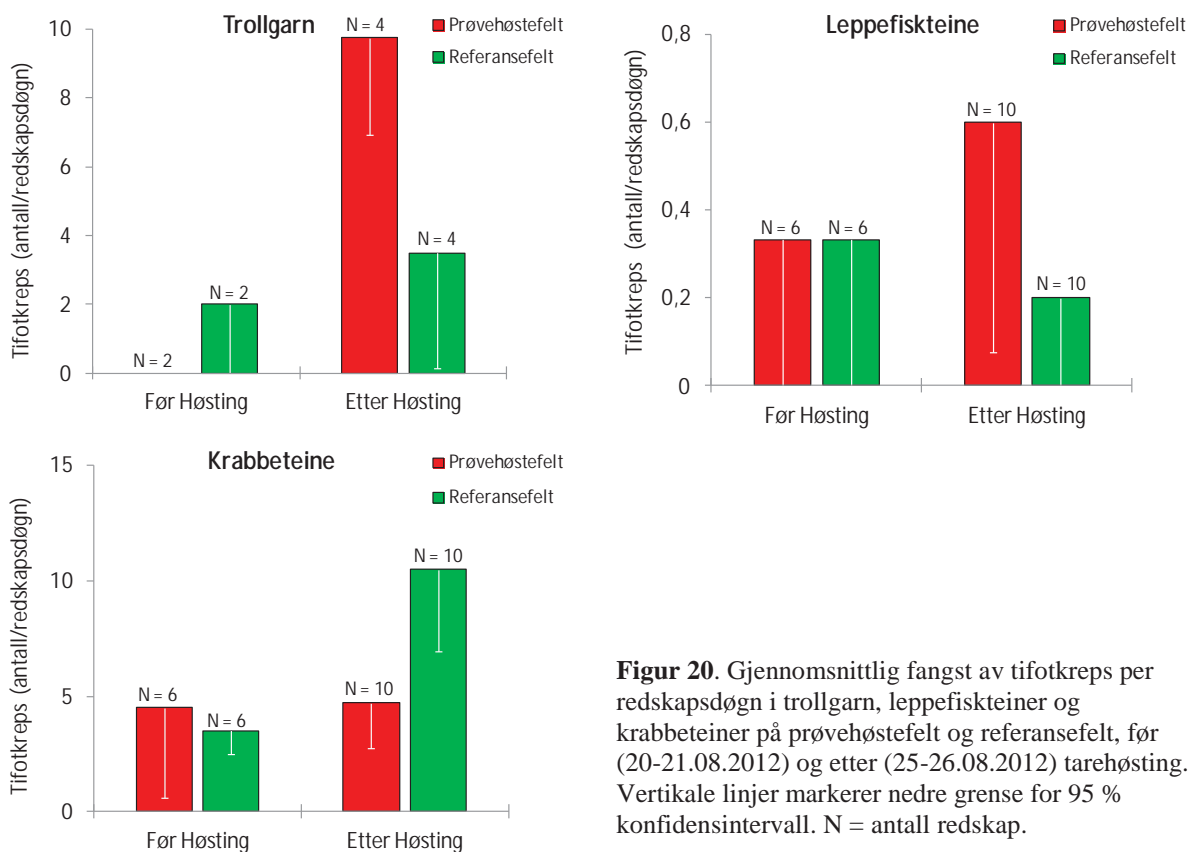 Trollgarn
Prøvehøstefelt
Referansefelt
Tifotkreps (antall/redskapsdøgn)
10
8
6
4
2
0
N = 2
N = 2
N = 4
N = 4
Før Høsting
Etter Høsting
Leppefiskteine
Prøvehøstefelt
Referansefelt
Tifotkreps (antall/redskapsdøgn)
0,8
0,6
0,4
0,2
0
N = 6
N = 6
N = 10
N = 10
Før Høsting
Etter Høsting
Krabbeteine
Prøvehøstefelt
Referansefelt
Tifotkreps (antall/redskapsdøgn)
15
10
5
0
N = 6
N = 6
N = 10
N = 10
Før Høsting
Etter Høsting
Figur 20. Gjennomsnittlig fangst av tifotkreps per
redskapsdøgn i trollgarn, leppefiskteiner og
krabbeteiner på prøvehøstefelt og referansefelt, før
(20-21.08.2012) og etter (25-26.08.2012) tarehøsting.
Vertikale linjer markerer nedre grense for 95 %
konfidensintervall. N = antall redskap.